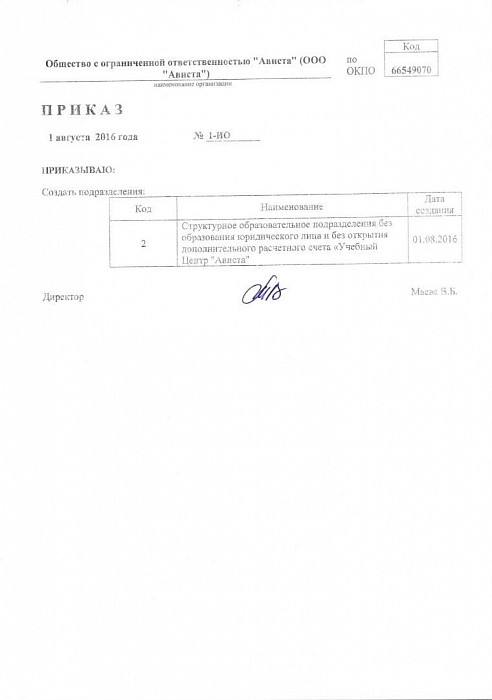 Код
Общество с ограниченной ответственностью "Ависта" (ООО "Ависта")
по ОКПО
66549070
наименование организации
ПРИКАЗ
1 августа 2016 года № 1-ИО
ПРИКАЗЫВАЮ:
Создать подразделения:
Код Наименование Дата создания
2
Структурное образовательное подразделения без
образования юридического лица и без открытия
дополнительного расчетного счета «Учебный
Центр "Ависта"
01.08.2016
Директор
В.Б.